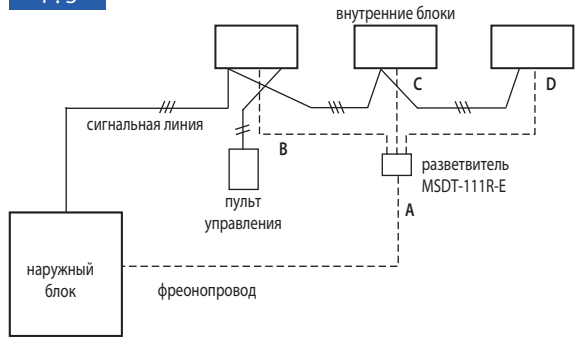 внутренние блоки
C
D
сигнальная линия
B
разветвитель
MSDT-111R-E
пульт
управления
A
наружный
блок
фреонопровод